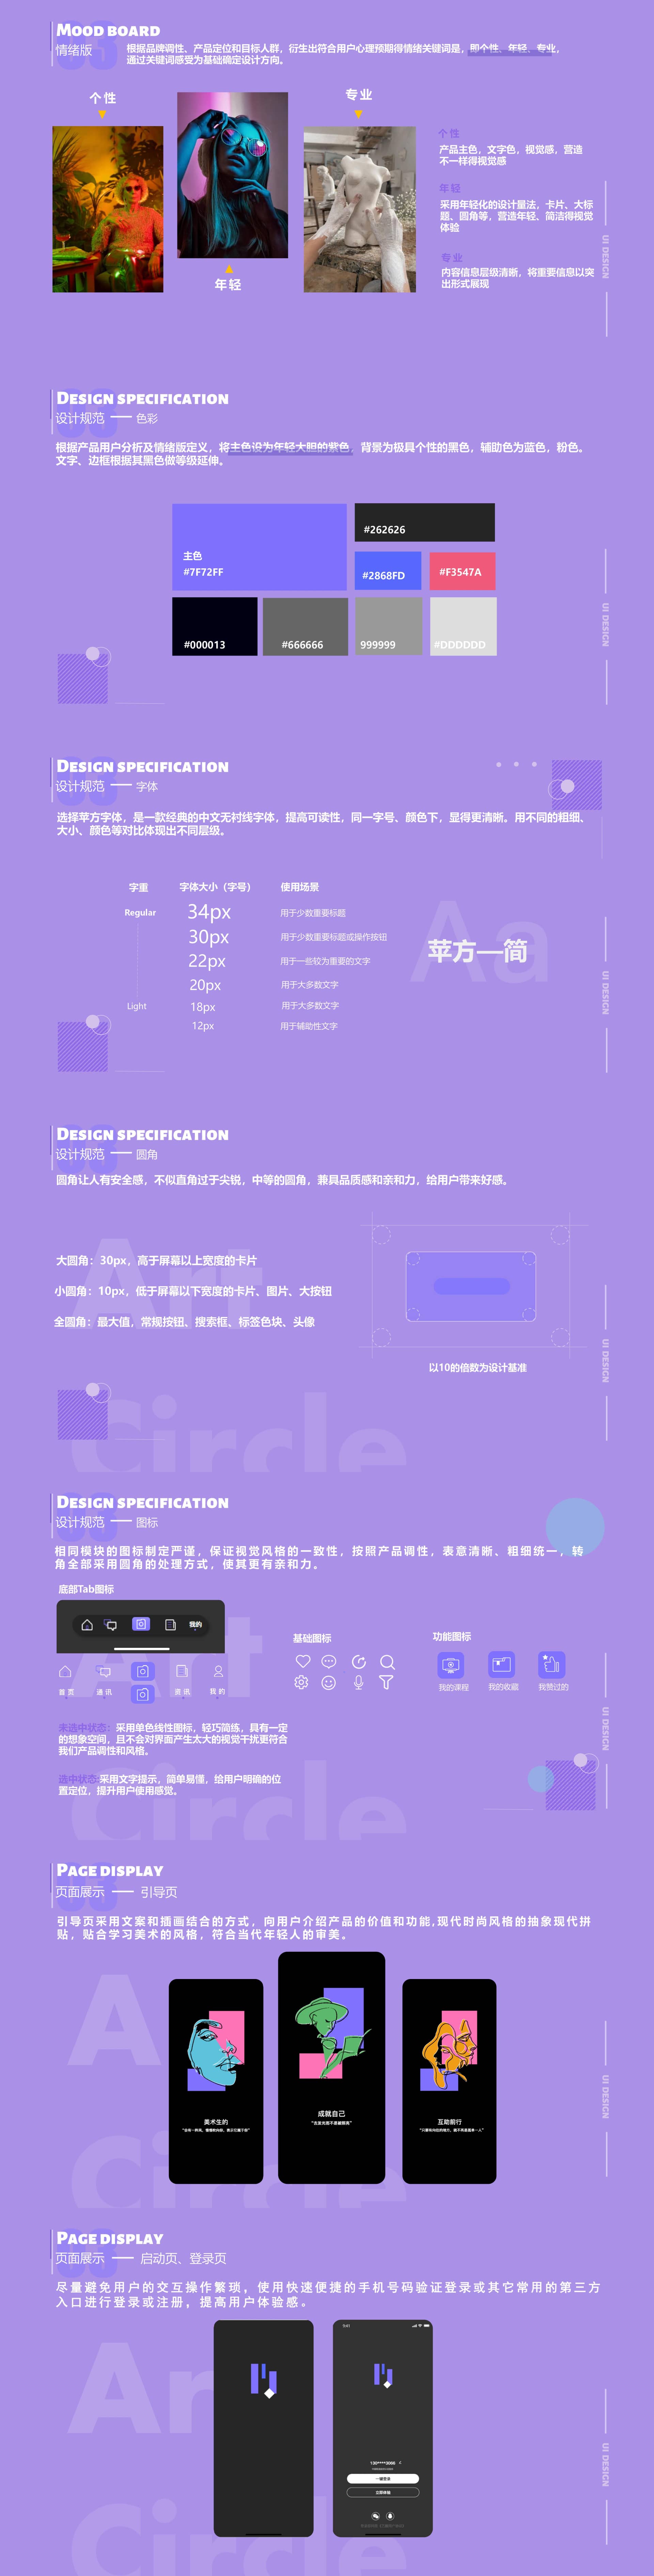 MOOD BOARD
情绪版
根据品牌调性、产品定位和目标人群，衍生出符合用户心理预期得情绪关键词是，即个性、年轻、专业，
通过关键词感受为基础确定设计方向。
个性
专业
年轻
个性
产品主色，文字色，视觉感，营造
不一样得视觉感
年轻
采用年轻化的设计量法，卡片、大标
题、圆角等，营造年轻、简洁得视觉
体验
专业
内容信息层级清晰，将重要信息以突
出形式展现
UI DESIGN
03
DESIGN SPECIFICATION
设计规范 — 色彩
根据产品用户分析及情绪版定义，将主色设为年轻大胆的紫色，背景为极具个性的黑色，辅助色为蓝色，粉色。
文字、边框根据其黑色做等级延伸。
主色
#7F72FF
#262626
#2868FD
#F3547A
#000013
#666666
999999
#DDDDDD
UI DESIGN
DESIGN SPECIFICATION
设计规范 — 字体
选择苹方字体，是一款经典的中文无衬线字体，提高可读性，同一字号、颜色下，显得更清晰。用不同的粗细、
大小、颜色等对比体现出不同层级。
字重 字体大小（字号） 使用场景
Regular 34px 用于少数重要标题
30px 用于少数重要标题或操作按钮
22px 用于一些较为重要的文字
20px 用于大多数文字
Light 18px 用于大多数文字
12px 用于辅助性文字
Aa
苹方—简
UI DESIGN
DESIGN SPECIFICATION
设计规范 — 圆角
圆角让人有安全感，不似直角过于尖锐，中等的圆角，兼具品质感和亲和力，给用户带来好感。
Art
大圆角：30px，高于屏幕以上宽度的卡片
小圆角：10px，低于屏幕以下宽度的卡片、图片、大按钮
全圆角：最大值，常规按钮、搜索框、标签色块、头像
以10的倍数为设计基准
Circle
UI DESIGN
DESIGN SPECIFICATION
设计规范 — 图标
相同模块的图标制定严谨，保证视觉风格的一致性，按照产品调性，表意清晰、粗细统一，转
角全部采用圆角的处理方式，使其更有亲和力。
底部Tab图标
我的
首页 通讯 资讯 我的
基础图标
功能图标
我的课程 我的收藏 我赞过的
未选中状态：采用单色线性图标，轻巧简练，具有一定
的想象空间，且不会对界面产生太大的视觉干扰更符合
我们产品调性和风格。
选中状态:采用文字提示，简单易懂，给用户明确的位
置定位，提升用户使用感觉。
Art
Circle
UI DESIGN
PAGE DISPLAY
页面展示 — 引导页
引导页采用文案和插画结合的方式，向用户介绍产品的价值和功能,现代时尚风格的抽象现代拼
贴，贴合学习美术的风格，符合当代年轻人的审美。
美术生的
成就自己
互助前行
Circle
UI DESIGN
PAGE DISPLAY
页面展示 — 启动页、登录页
尽量避免用户的交互操作繁琐，使用快速便捷的手机号码验证登录或其它常用的第三方
入口进行登录或注册，提高用户体验感。
9:41
130****3066
一键登录
立即体验
Circle
UI DESIGN